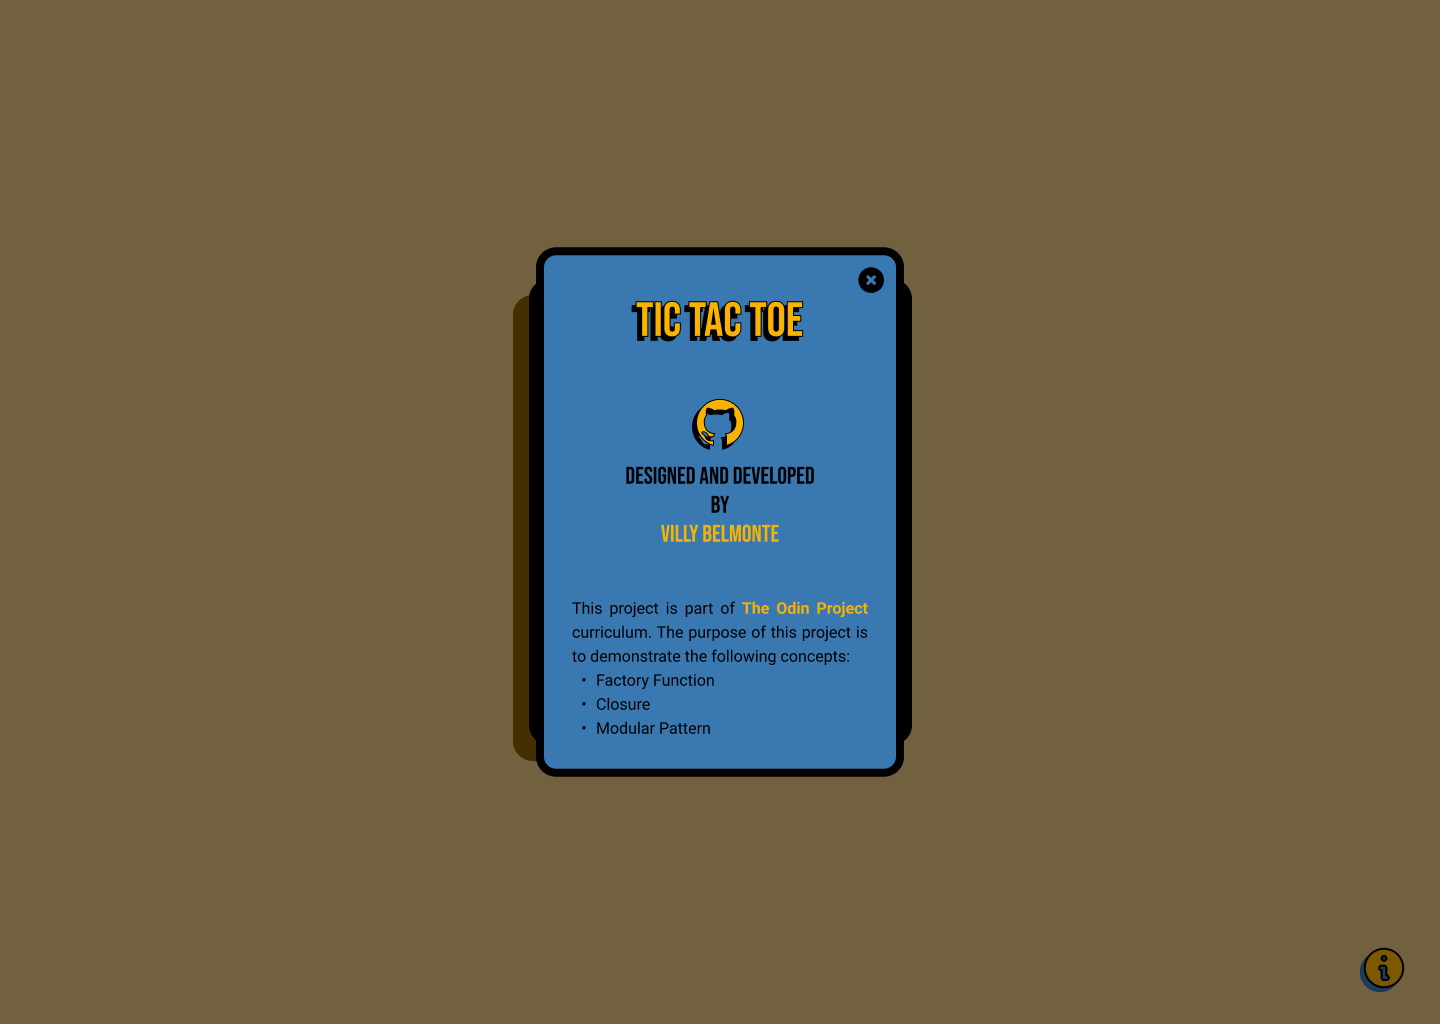 TIC TAC TOE
DESIGNED AND DEVELOPED
BY
VILLY BELMONTE
This project is part of The Odin Project
curriculum. The purpose of this project is
to demonstrate the following concepts:
• Factory Function
• Closure
• Modular Pattern
i